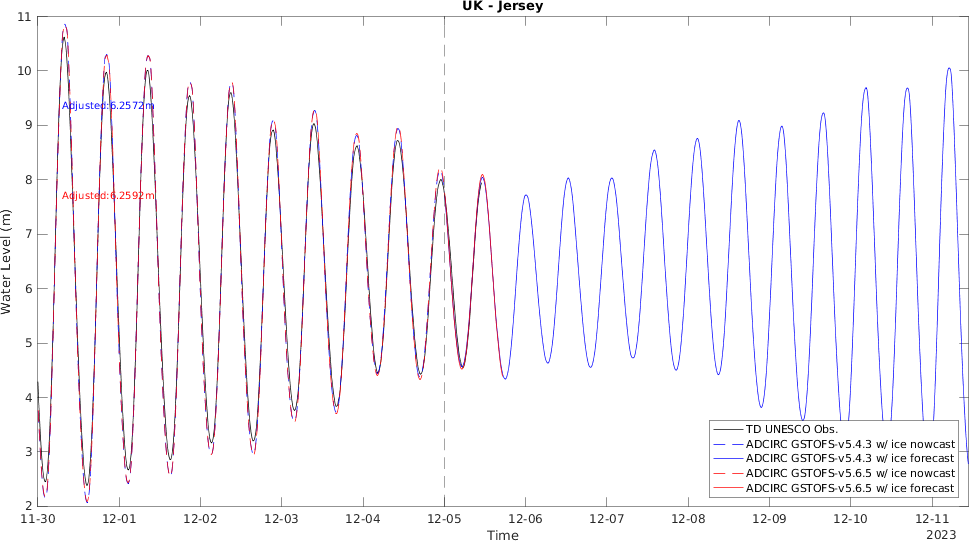 UK - Jersey
11
10
9
8
7
6
5
4
3
2
Water Level (m)
Adjusted:6.2572m
Adjusted:6.2592m
TD UNESCO Obs.
ADCIRC GSTOFS-v5.4.3 w/ ice nowcast
ADCIRC GSTOFS-v5.4.3 w/ ice forecast
ADCIRC GSTOFS-v5.6.5 w/ ice nowcast
ADCIRC GSTOFS-v5.6.5 w/ ice forecast
11-30 12-01 12-02 12-03 12-04 12-05 12-06 12-07 12-08 12-09 12-10 12-11
Time
2023